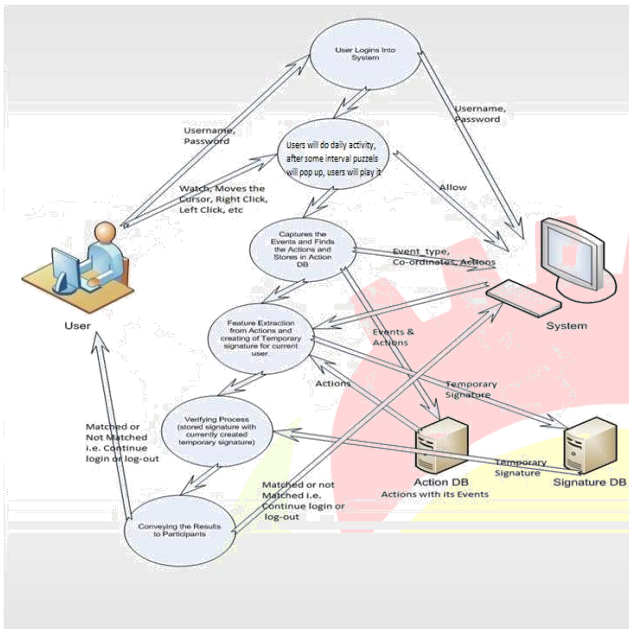 User Logins Into
System
Username,
Password
Username,
Password
Users will do daily activity,
after some interval puzzels
will pop up, users will play it
Watch, Moves the
Cursor, Right Click,
Left Click, etc
Allow
Captures the
Events and Finds
the Actions and
Stores in Action
DB
Event_type,
Co-ordinates, Actions
User
System
Feature Extraction
from Actions and
creating of Temporary
signature for current
user.
Events &
Actions
Actions
Temporary
Signature
Verifying Process
(stored signature with
currently created
temporary signature)
Matched or
Not Matched
i.e. Continue
login or log-out
Temporary
Signature
Action DB
Actions with its Events
Signature DB
Matched or not
Matched i.e.
Continue login or
log-out
Conveying the Results
to Participants